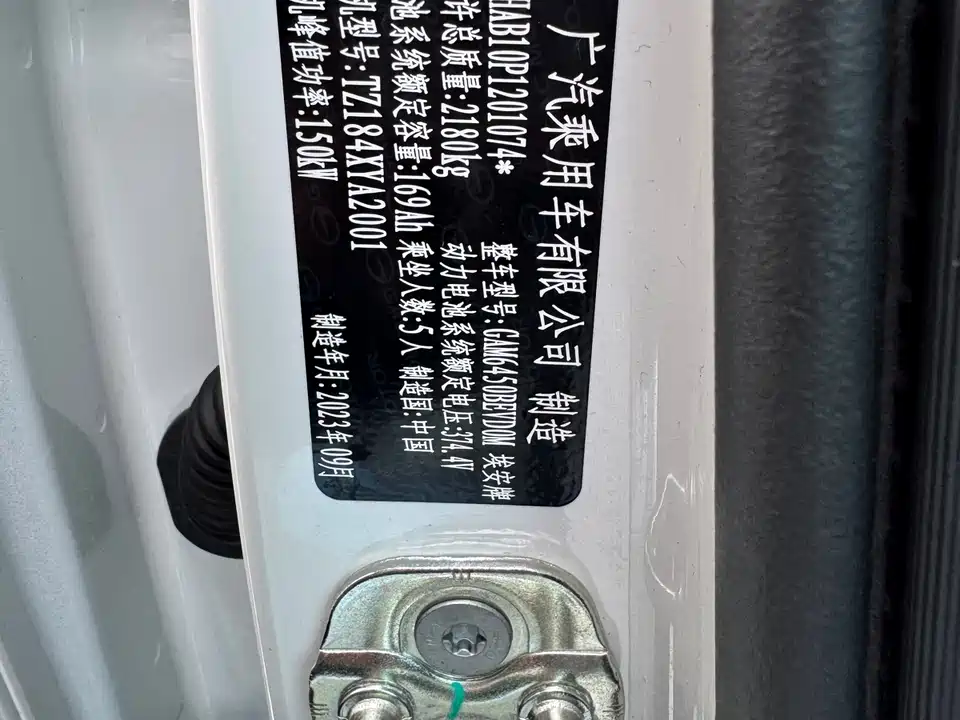 广汽乘用车有限公司 制造
HAB10P1201074* 整车型号:GAM6450BEVD0M 埃安牌
许总质量:2180kg 动力电池系统额定电压:374.4V
池系统额定容量:169Ah 乘坐人数:5人 制造国:中国
机型号:TZ184XYA2001
机峰值功率:150kW 制造年月:2023年09月